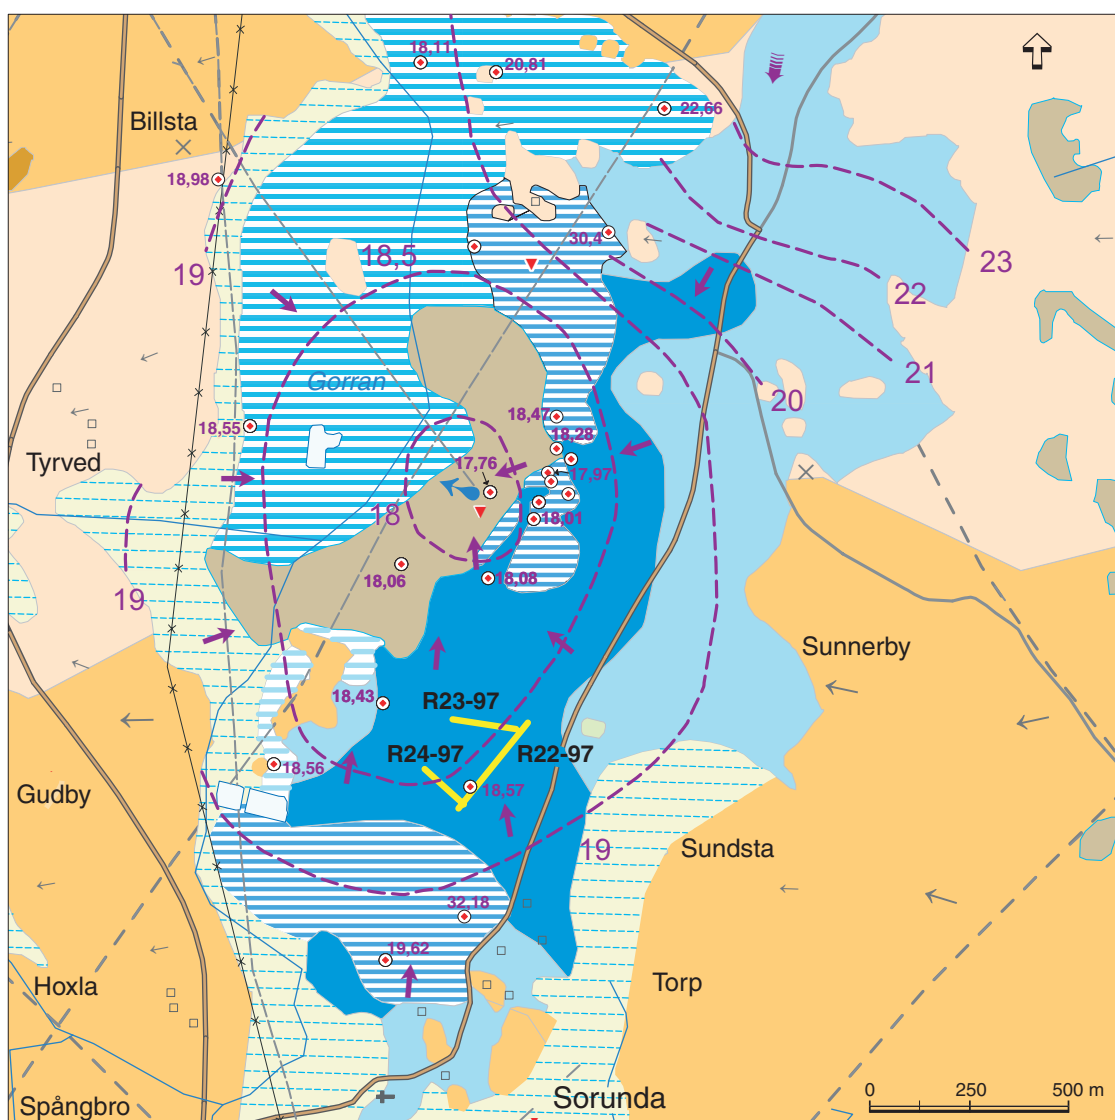 18,11
20,81
22,66
Billsta
18,98
30,4
18,5
19
23
22
21
Gorran
20
18,47
18,55
18,28
Tyrved
17,76
17,97
18
18,01
18,06
18,08
19
Sunnerby
18,43
R23-97
R24-97
R22-97
18,56
18,57
Gudby
19
Sundsta
32,18
19,62
Hoxla
Torp
Spångbro
Sorunda
0 250 500 m